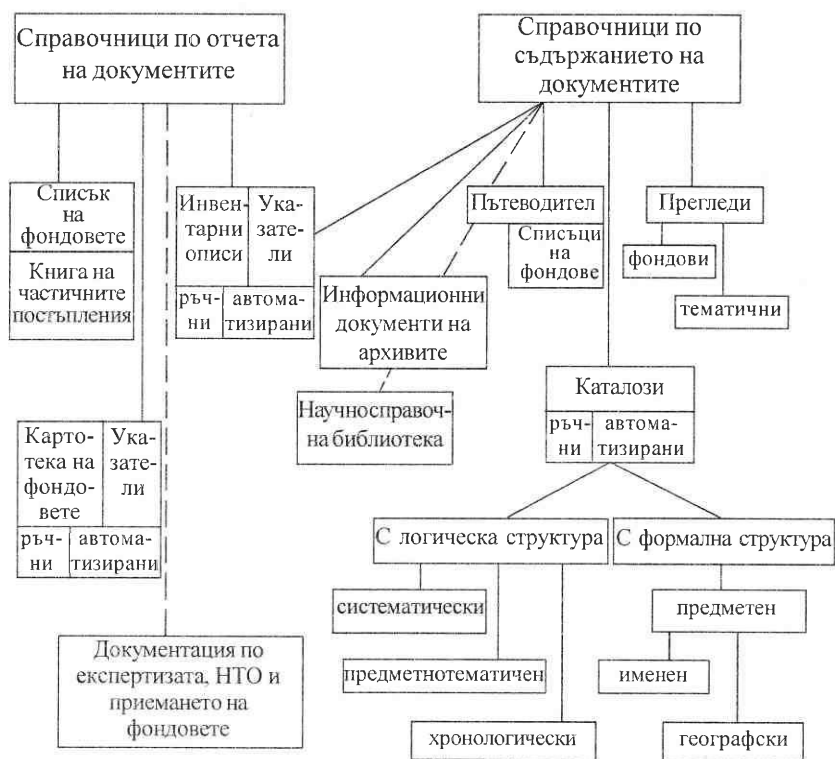 Справочници по отчета
на документите
Справочници по
съдържанието на
документите
Списък
на
фондовете
Книга на
частичните
постъпления
Инвен-
тарни
описи
Ука-
зате-
ли
ръч-
ни
автома-
тизирани
Пътеводител
Списъци
на
фондове
Прегледи
фондови
тематични
Информационни
документи на
архивите
Научносправоч-
на библиотека
Каталози
ръч-
ни
автома-
тизирани
Карто-
тека на
фондо-
вете
Ука-
зате-
ли
ръч-
ни
автома-
тизирани
С логическа структура
С формална структура
систематически
предметен
предметнотематичен
именен
хронологически
географски
Документация по
експертизата, НТО и
приемането на
фондовете